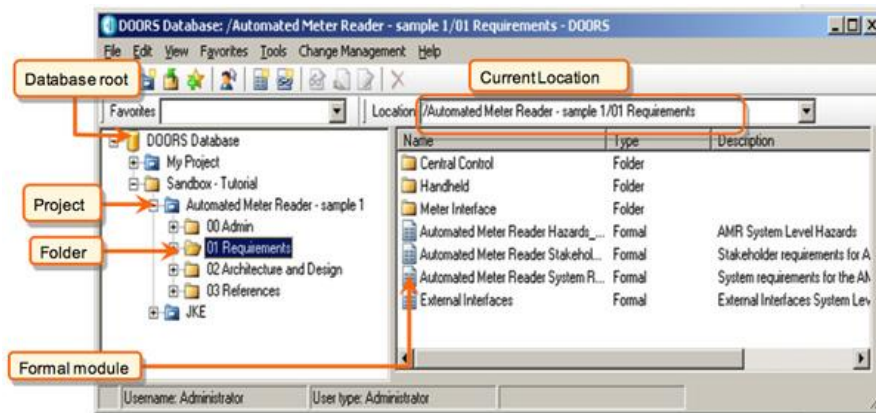 DOORS Database: /Automated Meter Reader - sample 1/01 Requirements - DOORS
File Edit View Favorites Tools Change Management Help
Database root
Current Location
Favorites
Location /Automated Meter Reader - sample 1/01 Requirements
DOORS Database
My Project
Sandbox - Tutorial
Project
Automated Meter Reader - sample 1
00 Admin
Folder
01 Requirements
02 Architecture and Design
03 References
JKE
Name Type Description
Central Control Folder
Handheld Folder
Meter Interface Folder
Automated Meter Reader Hazards_... Formal AMR System Level Hazards
Automated Meter Reader Stakehol... Formal Stakeholder requirements for A
Automated Meter Reader System R... Formal System requirements for the AM
External Interfaces Formal External Interfaces System Lev
Formal module
Username: Administrator User type: Administrator